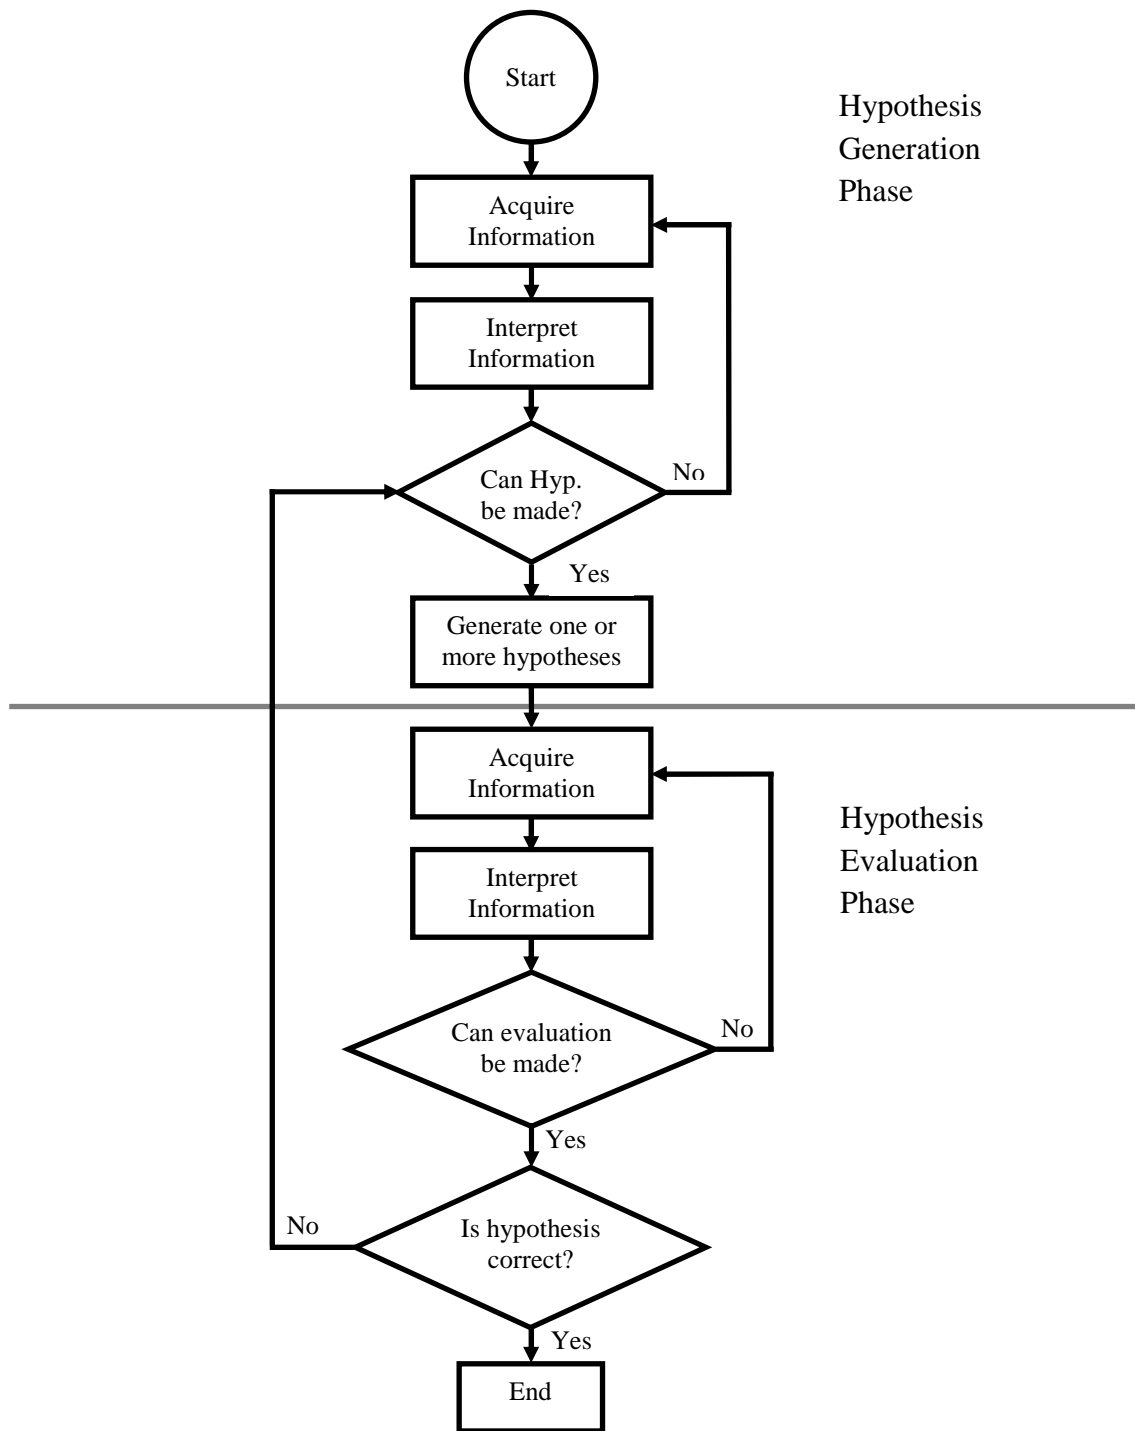 Start
Hypothesis
Generation
Phase
Acquire
Information
Interpret
Information
Can Hyp.
be made?
No
Yes
Generate one or
more hypotheses
Acquire
Information
Hypothesis
Evaluation
Phase
Interpret
Information
Can evaluation
be made?
No
Yes
Is hypothesis
correct?
No
Yes
End